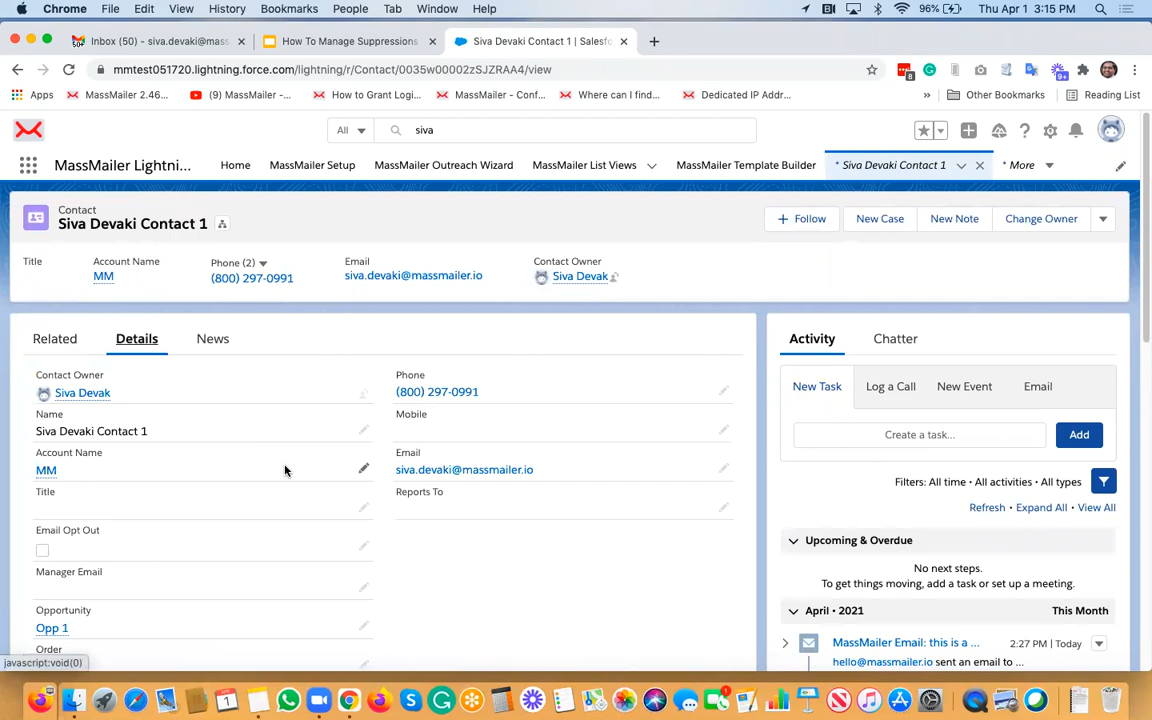 Chrome File Edit View History Bookmarks People Tab Window Help 96% Thu Apr 1 3:15 PM
Inbox (50) - siva.devaki@mass How To Manage Suppressions Siva Devaki Contact 1 | Salesfo
mmtest051720.lightning.force.com/lightning/r/Contact/0035w00002zSJZRAA4/view
Apps MassMailer 2.46... (9) MassMailer -... How to Grant Logi... MassMailer - Conf... Where can I find... Dedicated IP Addr... » Other Bookmarks Reading List
All siva
MassMailer Lightni... Home MassMailer Setup MassMailer Outreach Wizard MassMailer List Views MassMailer Template Builder * Siva Devaki Contact 1 * More
Contact
Siva Devaki Contact 1
+ Follow New Case New Note Change Owner
Title Account Name Phone (2) Email Contact Owner
MM (800) 297-0991 siva.devaki@massmailer.io Siva Devak
Related Details News
Activity Chatter
Contact Owner Phone
Siva Devak (800) 297-0991
New Task Log a Call New Event Email
Name Mobile
Siva Devaki Contact 1
Create a task... Add
Account Name Email
MM siva.devaki@massmailer.io
Filters: All time • All activities • All types
Title Reports To
Refresh • Expand All • View All
Email Opt Out
Upcoming & Overdue
Manager Email
No next steps.
To get things moving, add a task or set up a meeting.
Opportunity
Opp 1
April • 2021 This Month
Order
MassMailer Email: this is a ... 2:27 PM | Today
hello@massmailer.io sent an email to ...
javascript:void(0)